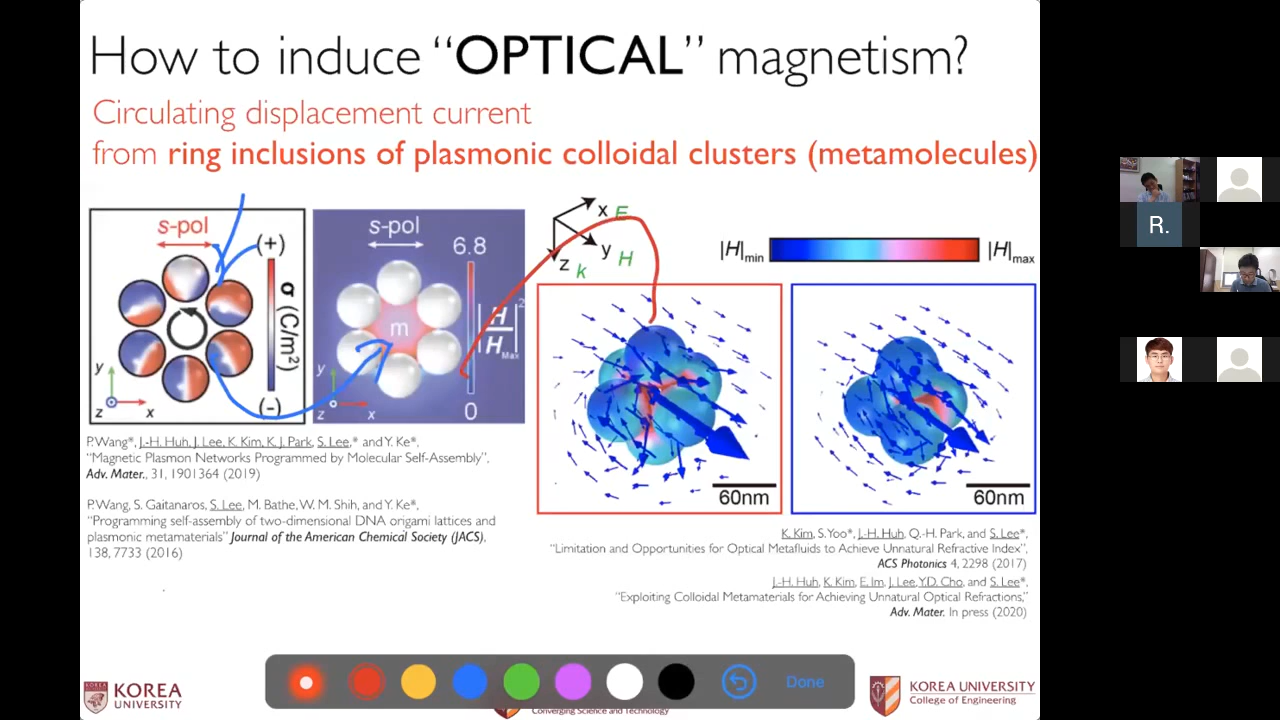 How to induce “OPTICAL” magnetism?
Circulating displacement current
from ring inclusions of plasmonic colloidal clusters (metamolecules)
s-pol
(+)
σ (C/m²)
(-)
y
z
x
s-pol
6.8
m
|H/H Max|²
0
y
z
x
x E
y H
z k
|H|min
|H|max
60nm
60nm
P. Wang*, J.-H. Huh, J. Lee, K. Kim, K. J. Park, S. Lee,* and Y. Ke*,
“Magnetic Plasmon Networks Programmed by Molecular Self-Assembly”,
Adv. Mater., 31, 1901364 (2019)
P. Wang, S. Gaitanaros, S. Lee, M. Bathe, W. M. Shih, and Y. Ke*,
“Programming self-assembly of two-dimensional DNA origami lattices and
plasmonic metamaterials” Journal of the American Chemical Society (JACS),
138, 7733 (2016)
K. Kim, S. Yoo*, J.-H. Huh, Q.-H. Park, and S. Lee*,
“Limitation and Opportunities for Optical Metafluids to Achieve Unnatural Refractive Index”,
ACS Photonics 4, 2298 (2017)
J.-H. Huh, K. Kim, E. Im, J. Lee, Y.D. Cho, and S. Lee*,
“Exploiting Colloidal Metamaterials for Achieving Unnatural Optical Refractions,”
Adv. Mater. In press (2020)
Done
KOREA
UNIVERSITY
Converging Science and Technology
KOREA UNIVERSITY
College of Engineering
R.